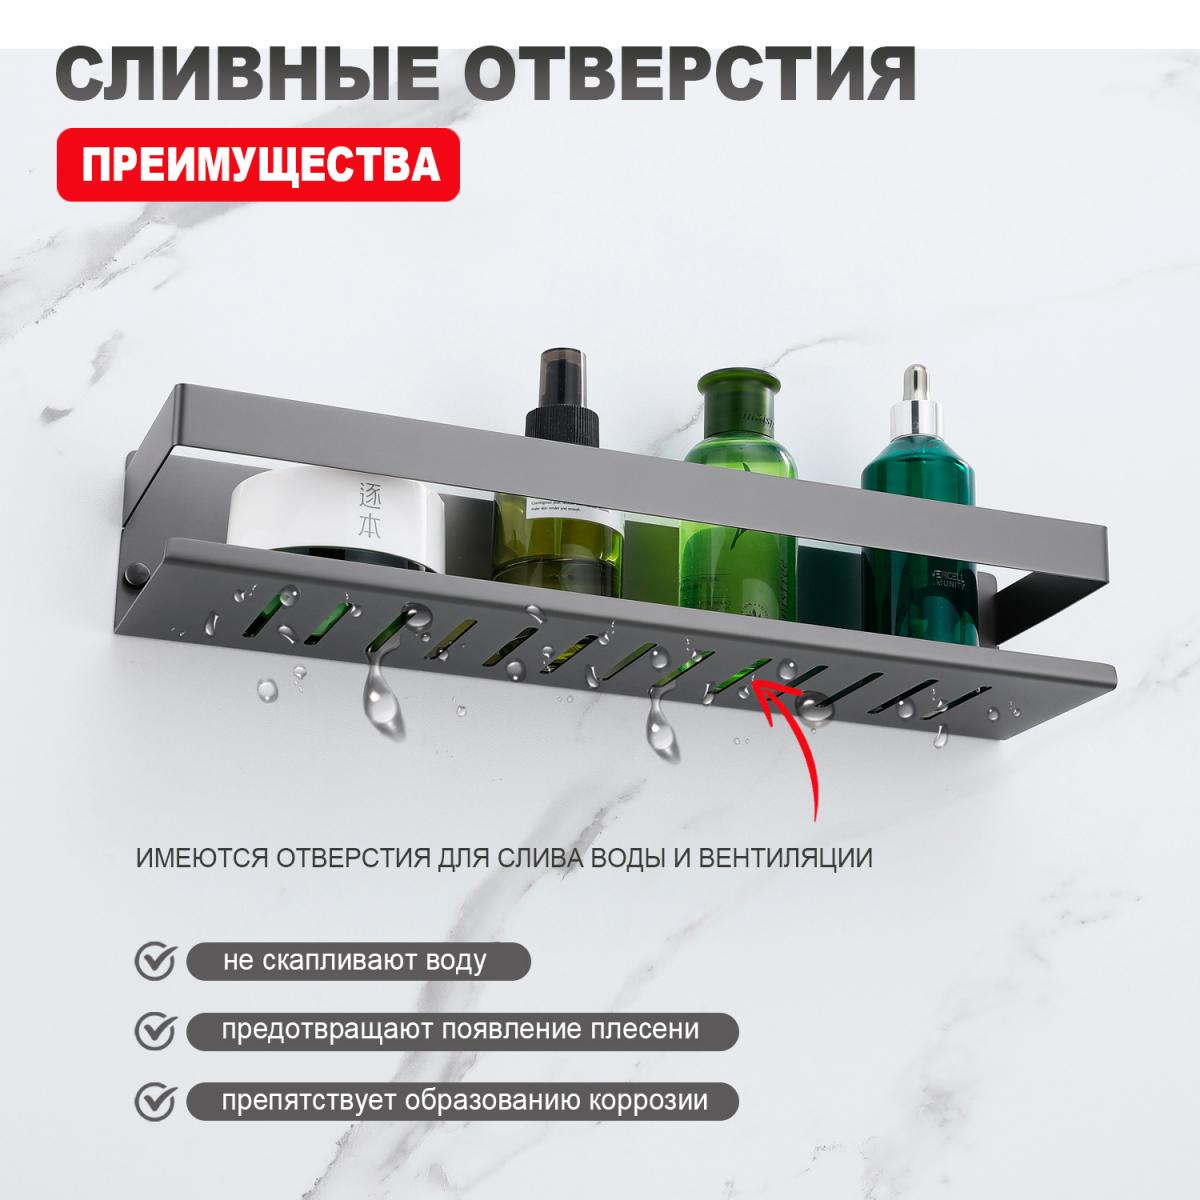 СЛИВНЫЕ ОТВЕРСТИЯ
ПРЕИМУЩЕСТВА
逐
本
ИМЕЮТСЯ ОТВЕРСТИЯ ДЛЯ СЛИВА ВОДЫ И ВЕНТИЛЯЦИИ
не скапливают воду
предотвращают появление плесени
препятствует образованию коррозии